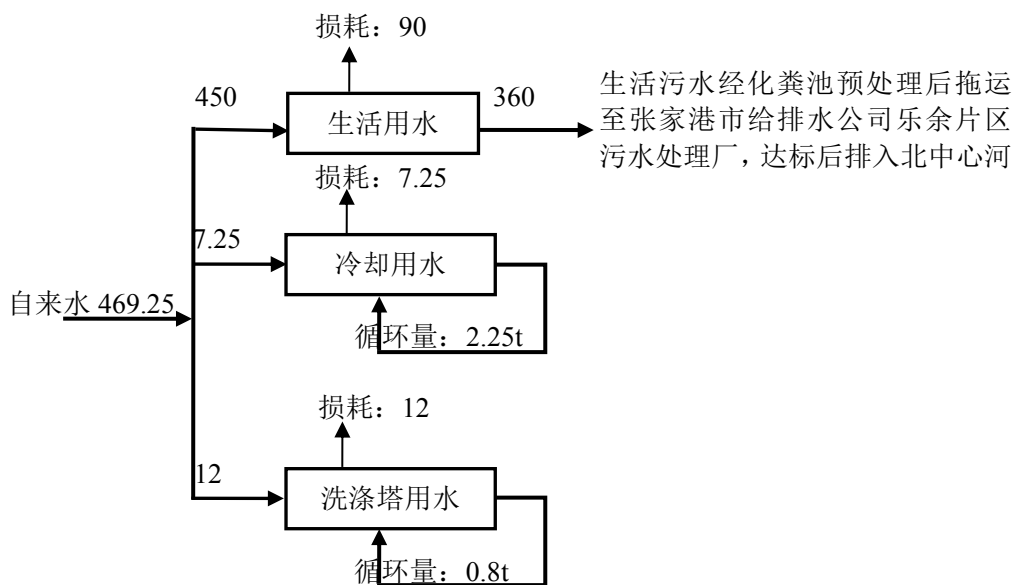 损耗：90
450
生活用水
360
生活污水经化粪池预处理后拖运
至张家港市给排水公司乐余片区
污水处理厂，达标后排入北中心河
损耗：7.25
7.25
冷却用水
自来水 469.25
循环量：2.25t
损耗：12
12
洗涤塔用水
循环量：0.8t